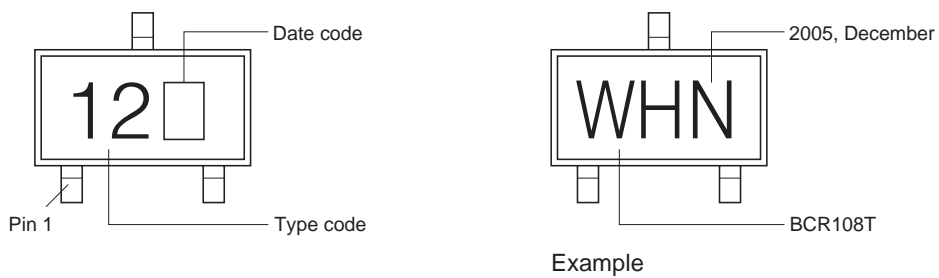 Date code
2005, December
12
WHN
Pin 1
Type code
BCR108T
Example